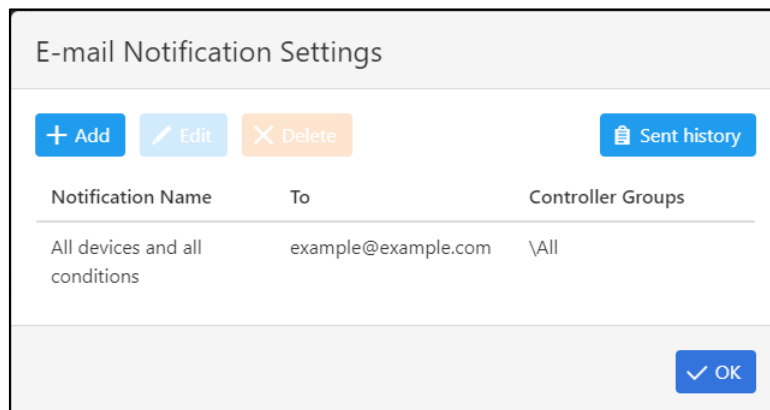 E-mail Notification Settings
Add Edit Delete Sent history
Notification Name To Controller Groups
All devices and all example@example.com \All
conditions
OK